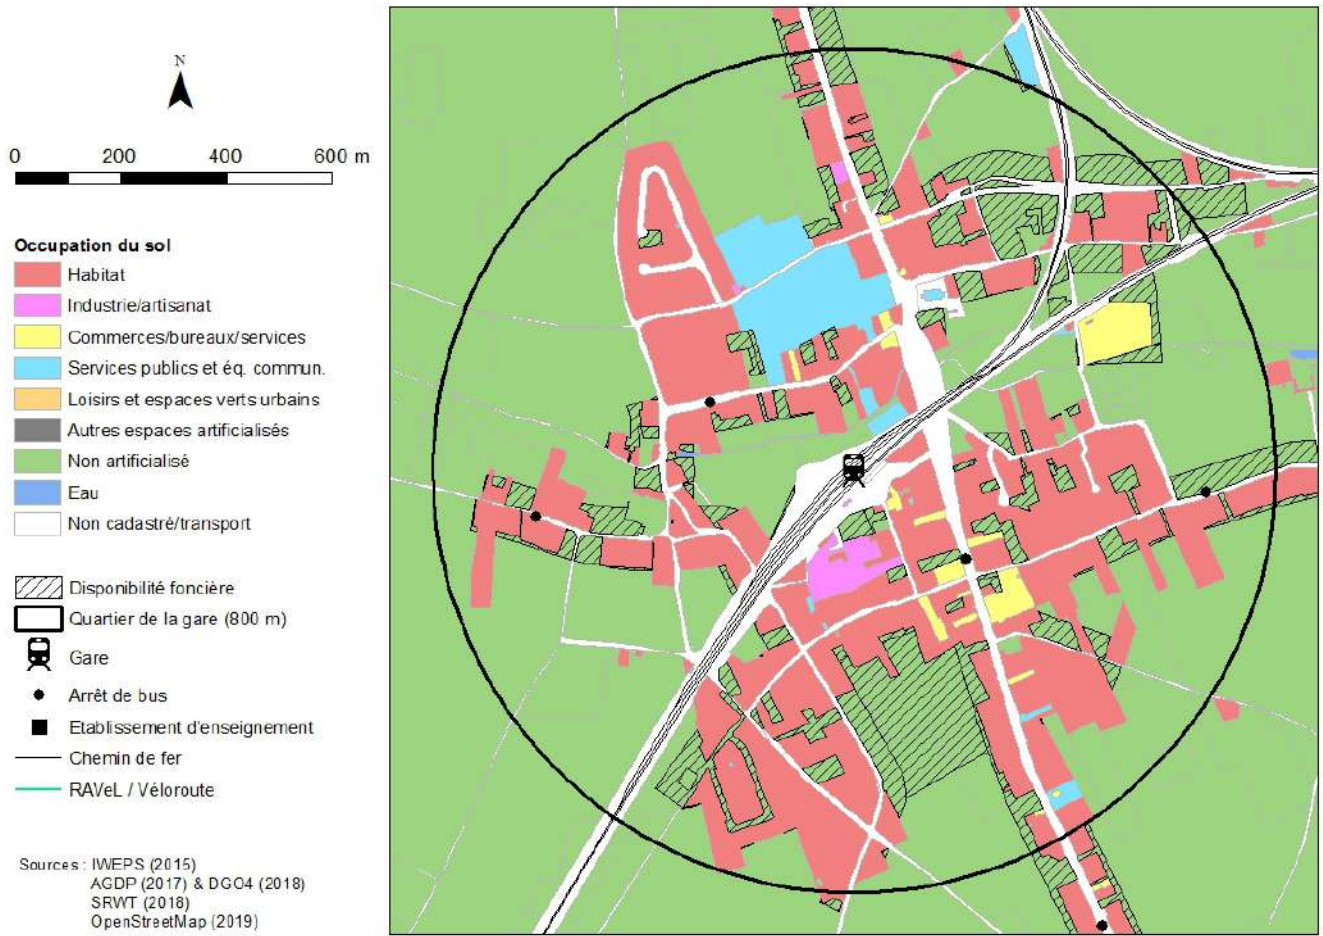 N
0 200 400 600 m
Occupation du sol
Habitat
Industrie/artisanat
Commerces/bureaux/services
Services publics et éq. commun.
Loisirs et espaces verts urbains
Autres espaces artificialisés
Non artificialisé
Eau
Non cadastré/transport
Disponibilité foncière
Quartier de la gare (800 m)
Gare
Arrêt de bus
Etablissement d'enseignement
Chemin de fer
RAVeL / Véloroute
Sources : IWEPS (2015)
AGDP (2017) & DGO4 (2018)
SRWT (2018)
OpenStreetMap (2019)